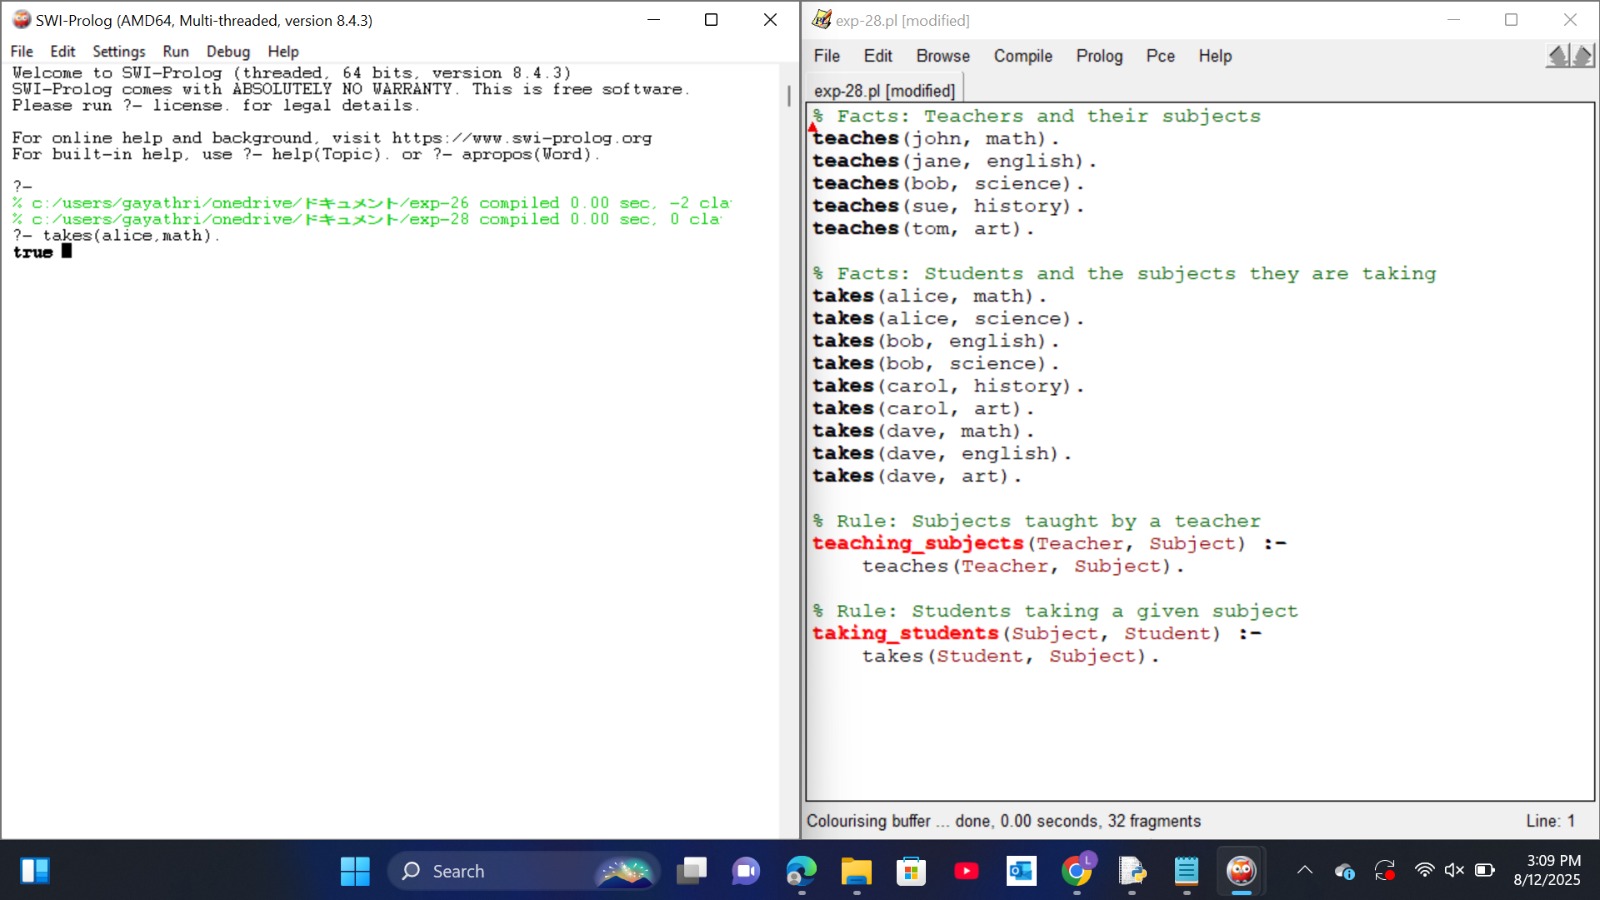 SWI-Prolog (AMD64, Multi-threaded, version 8.4.3)
File Edit Settings Run Debug Help
Welcome to SWI-Prolog (threaded, 64 bits, version 8.4.3)
SWI-Prolog comes with ABSOLUTELY NO WARRANTY. This is free software.
Please run ?- license. for legal details.
For online help and background, visit https://www.swi-prolog.org
For built-in help, use ?- help(Topic). or ?- apropos(Word).
?-
% c:/users/gayathri/onedrive/ドキュメント/exp-26 compiled 0.00 sec, -2 cla
% c:/users/gayathri/onedrive/ドキュメント/exp-28 compiled 0.00 sec, 0 cla
?- takes(alice,math).
true
exp-28.pl [modified]
File Edit Browse Compile Prolog Pce Help
exp-28.pl [modified]
% Facts: Teachers and their subjects
teaches(john, math).
teaches(jane, english).
teaches(bob, science).
teaches(sue, history).
teaches(tom, art).
% Facts: Students and the subjects they are taking
takes(alice, math).
takes(alice, science).
takes(bob, english).
takes(bob, science).
takes(carol, history).
takes(carol, art).
takes(dave, math).
takes(dave, english).
takes(dave, art).
% Rule: Subjects taught by a teacher
teaching_subjects(Teacher, Subject) :-
    teaches(Teacher, Subject).
% Rule: Students taking a given subject
taking_students(Subject, Student) :-
    takes(Student, Subject).
Colourising buffer ... done, 0.00 seconds, 32 fragments
Line: 1
Search
L
3:09 PM
8/12/2025